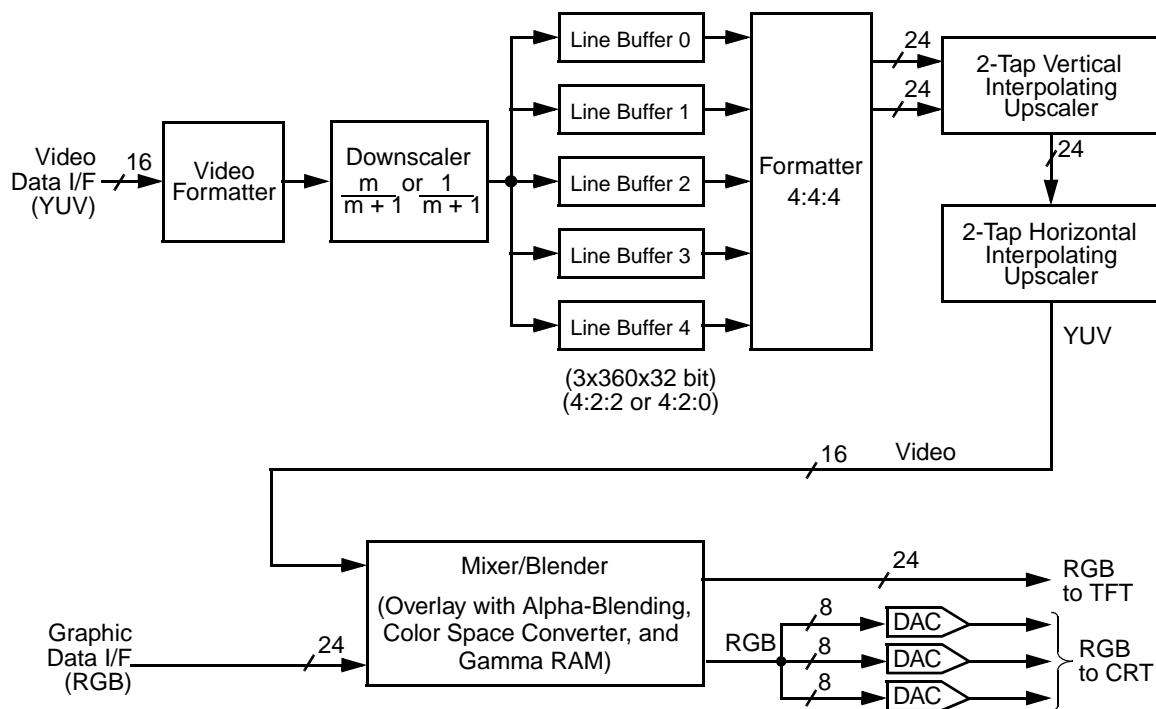 Video
Data I/F
(YUV)
16
Video
Formatter
Downscaler
m or 1
m + 1 m + 1
Line Buffer 0
Line Buffer 1
Line Buffer 2
Line Buffer 3
Line Buffer 4
(3x360x32 bit)
(4:2:2 or 4:2:0)
Formatter
4:4:4
24
24
2-Tap Vertical
Interpolating
Upscaler
24
2-Tap Horizontal
Interpolating
Upscaler
YUV
16
Video
Mixer/Blender
(Overlay with Alpha-Blending,
Color Space Converter, and
Gamma RAM)
Graphic
Data I/F
(RGB)
24
24
RGB
to TFT
RGB
8
DAC
8
DAC
8
DAC
RGB
to CRT